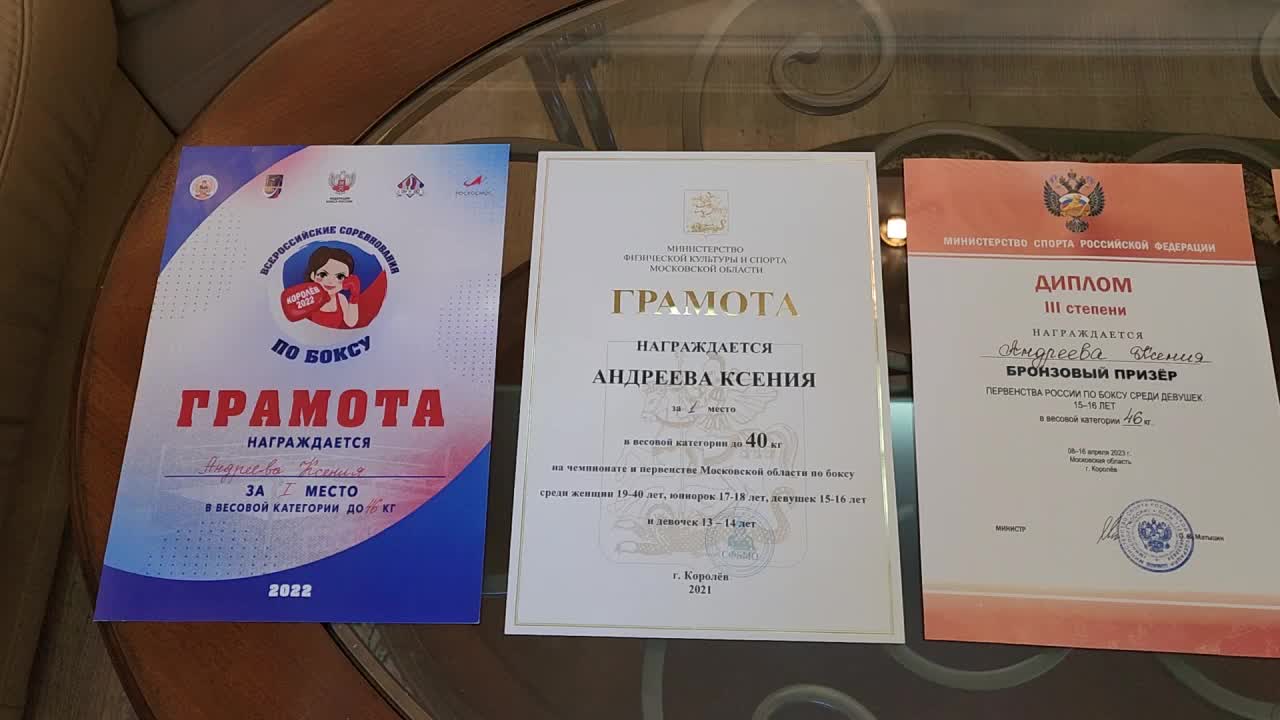 ФЕДЕРАЦИЯ
БОКСА РОССИИ
РОСКОСМОС
ВСЕРОССИЙСКИЕ СОРЕВНОВАНИЯ
КОРОЛЁВ
2022
ПО БОКСУ
ГРАМОТА
НАГРАЖДАЕТСЯ
Андреева Ксения
ЗА I МЕСТО
В ВЕСОВОЙ КАТЕГОРИИ ДО 46 КГ
2022
МИНИСТЕРСТВО
ФИЗИЧЕСКОЙ КУЛЬТУРЫ И СПОРТА
МОСКОВСКОЙ ОБЛАСТИ
ГРАМОТА
НАГРАЖДАЕТСЯ
АНДРЕЕВА КСЕНИЯ
за 1 место
в весовой категории до 40 кг
на чемпионате и первенстве Московской области по боксу
среди женщин 19-40 лет, юниорок 17-18 лет, девушек 15-16 лет
и девочек 13 – 14 лет
г. Королёв
2021
МИНИСТЕРСТВО СПОРТА РОССИЙСКОЙ ФЕДЕРАЦИИ
ДИПЛОМ
III степени
НАГРАЖДАЕТСЯ
Андреева Ксения
БРОНЗОВЫЙ ПРИЗЁР
ПЕРВЕНСТВА РОССИИ ПО БОКСУ СРЕДИ ДЕВУШЕК
15–16 ЛЕТ
в весовой категории 46 кг.
08–16 апреля 2023 г.
Московская область
г. Королёв
МИНИСТР
О. В. Матыцин